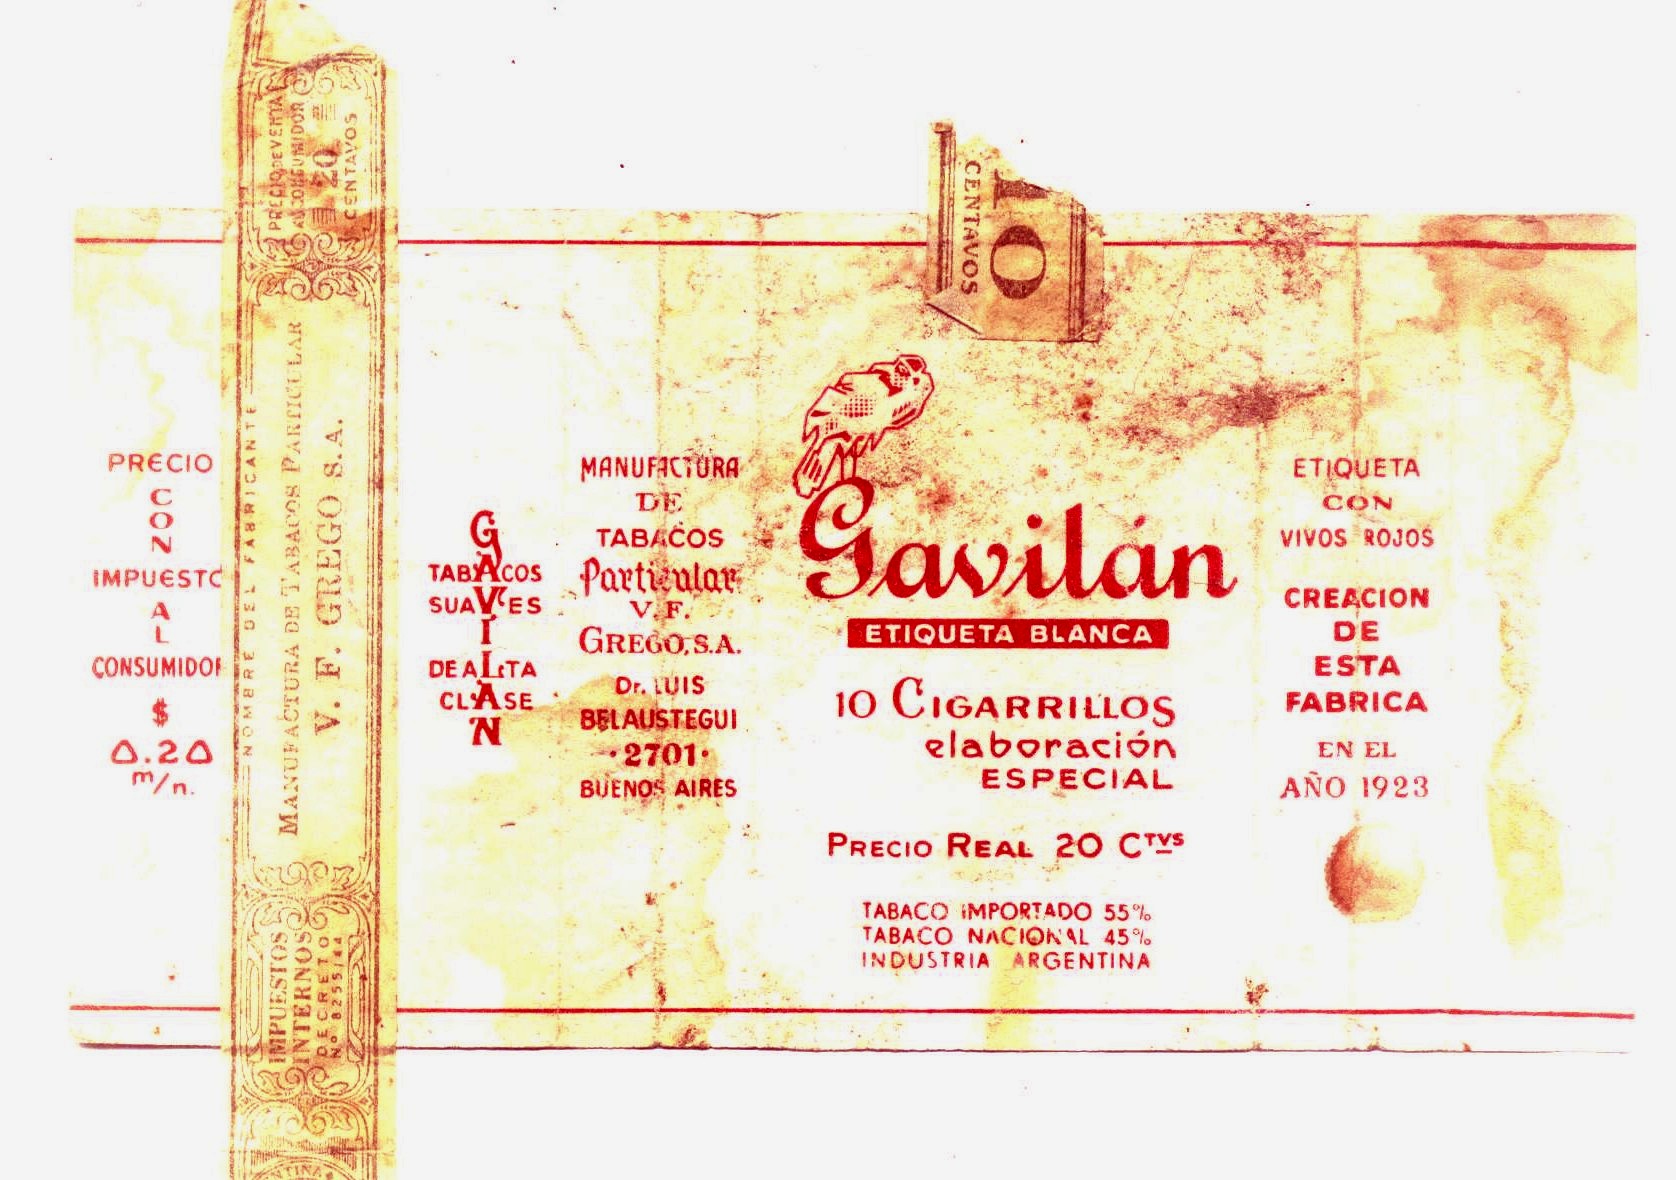 PRECIO
CON
IMPUESTO
AL
CONSUMIDOR
$
0.20
m/n.
PRECIO DE VENTA
AL CONSUMIDOR
20
CENTAVOS
NOMBRE DEL FABRICANTE
MANUFACTURA DE TABACOS PARTICULAR
V. F. GREGO S.A.
IMPUESTOS
INTERNOS
DECRETO
Nº 8255/44
GAVILAN
TABACOS
SUAVES
DE ALTA
CLASE
MANUFACTURA
DE
TABACOS
Particular
V. F.
GREGO, S.A.
Dr. LUIS
BELAUSTEGUI
·2701·
BUENOS AIRES
10
CENTAVOS
Gavilán
ETIQUETA BLANCA
10 CIGARRILLOS
elaboración
ESPECIAL
PRECIO REAL 20 CTVS
TABACO IMPORTADO 55%
TABACO NACIONAL 45%
INDUSTRIA ARGENTINA
ETIQUETA
CON
VIVOS ROJOS
CREACION
DE
ESTA
FABRICA
EN EL
AÑO 1923